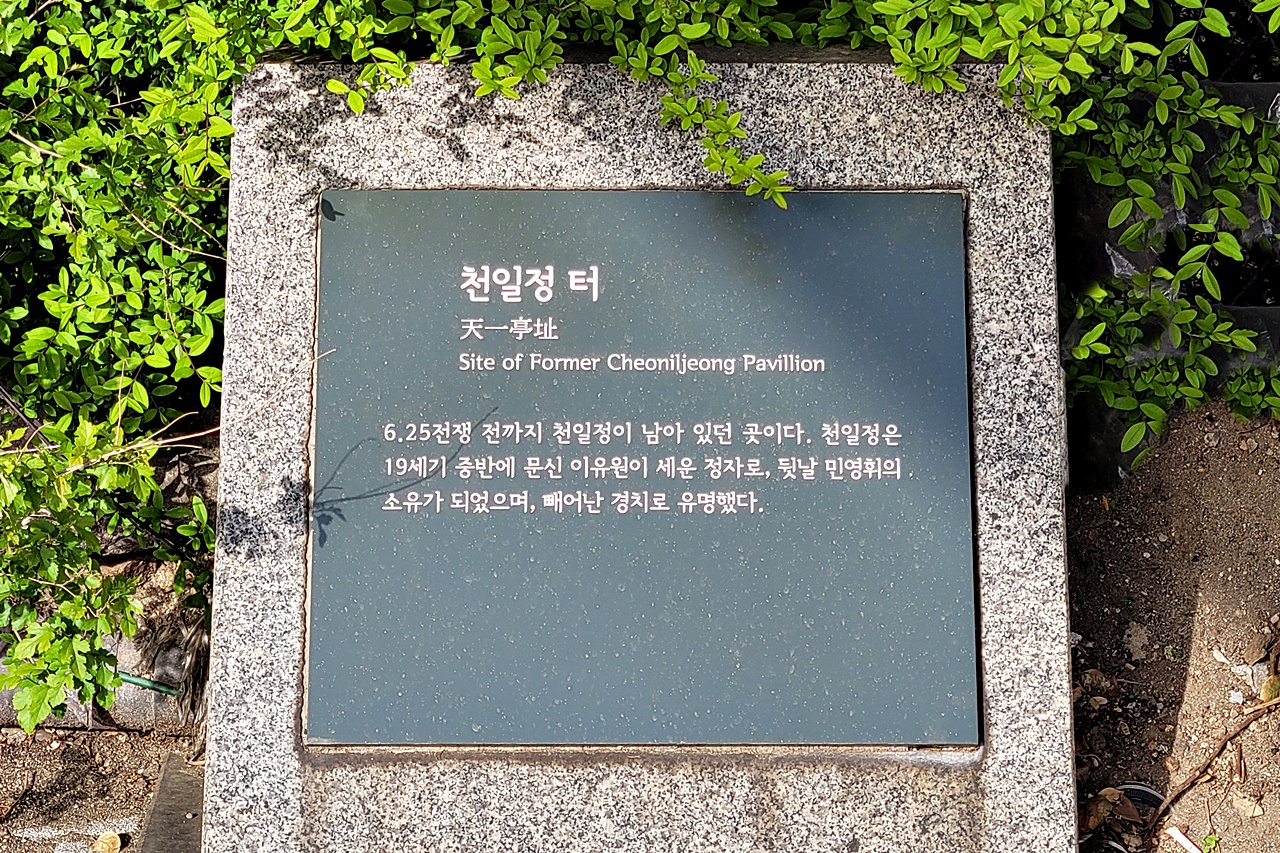 천일정 터
天一亭址
Site of Former Cheoniljeong Pavillion
6.25전쟁 전까지 천일정이 남아 있던 곳이다. 천일정은
19세기 중반에 문신 이유원이 세운 정자로, 뒷날 민영휘의
소유가 되었으며, 빼어난 경치로 유명했다.